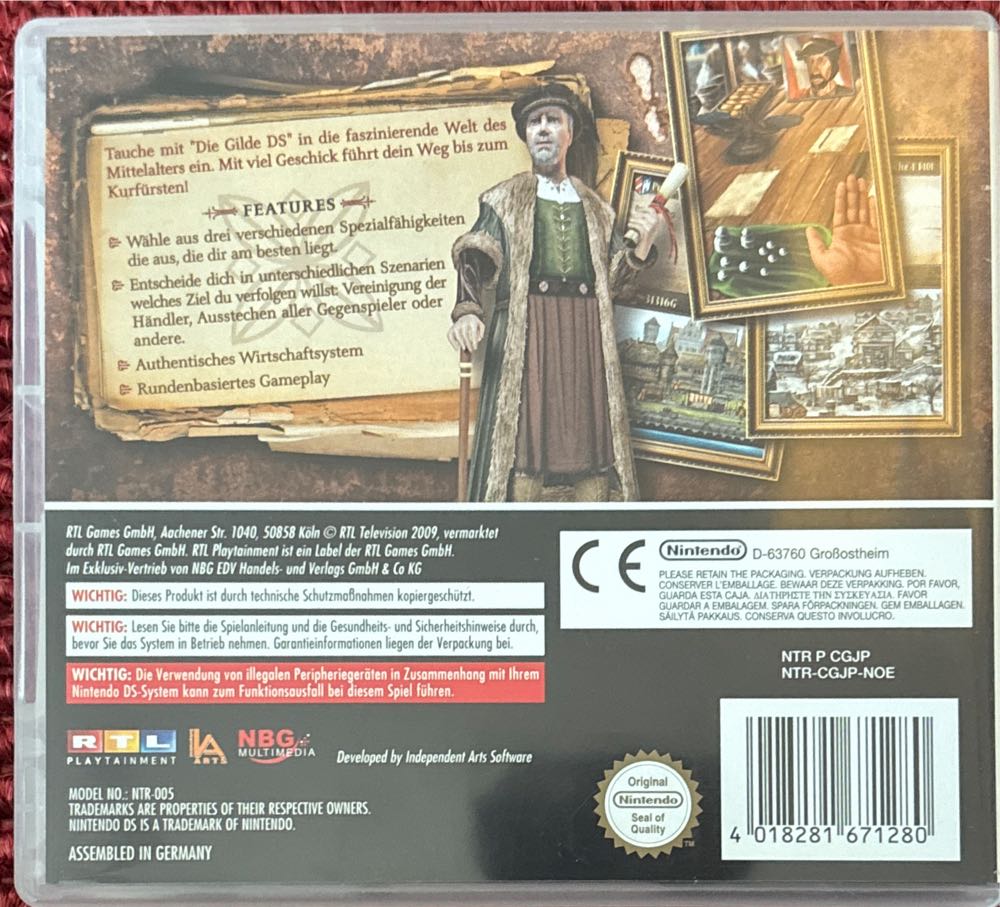 Tauche mit "Die Gilde DS" in die faszinierende Welt des
Mittelalters ein. Mit viel Geschick führt dein Weg bis zum
Kurfürsten!
FEATURES
Wähle aus drei verschiedenen Spezialfähigkeiten
die aus, die dir am besten liegt.
Entscheide dich in unterschiedlichen Szenarien
welches Ziel du verfolgen willst: Vereinigung der
Händler, Ausstechen aller Gegenspieler oder
andere.
Authentisches Wirtschaftsystem
Rundenbasiertes Gameplay
RTL Games GmbH, Aachener Str. 1040, 50858 Köln © RTL Television 2009, vermarktet
durch RTL Games GmbH. RTL Playtainment ist ein Label der RTL Games GmbH.
Im Exklusiv-Vertrieb von NBG EDV Handels- und Verlags GmbH & Co KG
WICHTIG: Dieses Produkt ist durch technische Schutzmaßnahmen kopiergeschützt.
WICHTIG: Lesen Sie bitte die Spielanleitung und die Gesundheits- und Sicherheitshinweise durch,
bevor Sie das System in Betrieb nehmen. Garantieinformationen liegen der Verpackung bei.
WICHTIG: Die Verwendung von illegalen Peripheriegeräten in Zusammenhang mit Ihrem
Nintendo DS-System kann zum Funktionsausfall bei diesem Spiel führen.
RTL
PLAYTAINMENT
IA
ARTS
NBG
MULTIMEDIA
Developed by Independent Arts Software
MODEL NO.: NTR-005
TRADEMARKS ARE PROPERTIES OF THEIR RESPECTIVE OWNERS.
NINTENDO DS IS A TRADEMARK OF NINTENDO.
ASSEMBLED IN GERMANY
CE
Nintendo D-63760 Großostheim
PLEASE RETAIN THE PACKAGING. VERPACKUNG AUFHEBEN.
CONSERVER L'EMBALLAGE. BEWAAR DEZE VERPAKKING. POR FAVOR,
GUARDA ESTA CAJA. ΔΙΑΤΗΡΗΣΤΕ ΤΗΝ ΣΥΣΚΕΥΑΣΙΑ. FAVOR
GUARDAR A EMBALAGEM. SPARA FÖRPACKNINGEN. GEM EMBALLAGEN.
SÄILYTÄ PAKKAUS. CONSERVA QUESTO INVOLUCRO.
NTR P CGJP
NTR-CGJP-NOE
Original
Nintendo
Seal of
Quality
TM
4 018281 671280